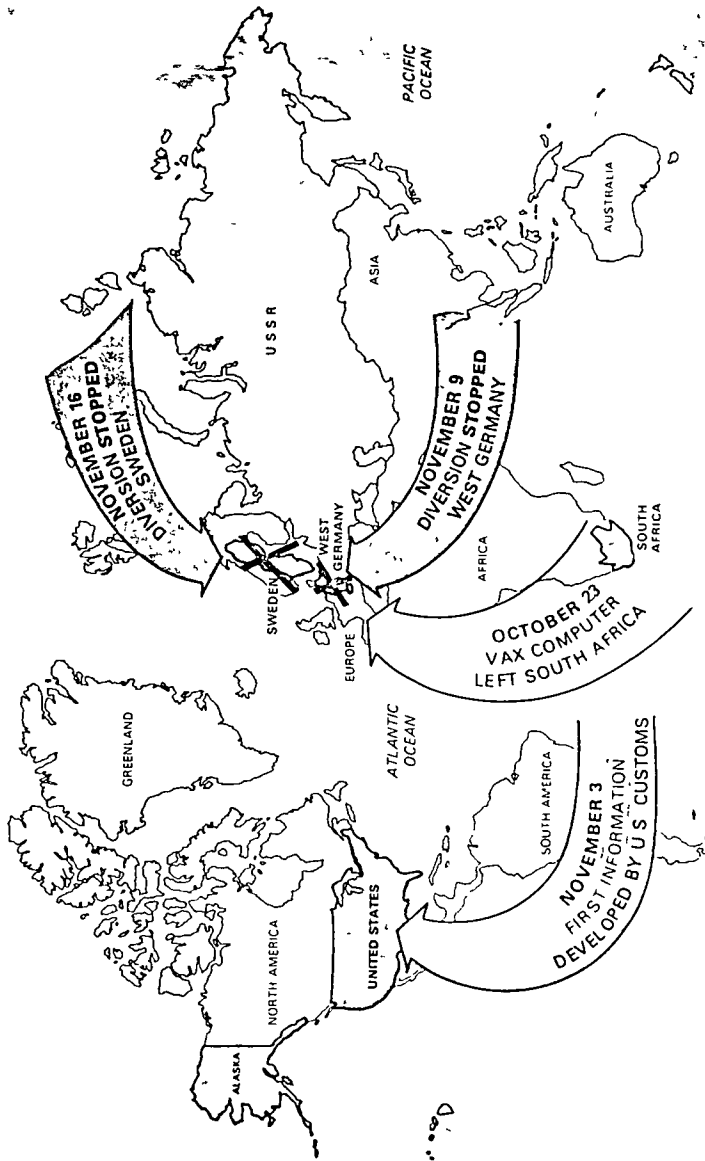 NOVEMBER 16
DIVERSION STOPPED
SWEDEN
PACIFIC
OCEAN
USSR
ASIA
AUSTRALIA
NOVEMBER 9
DIVERSION STOPPED
WEST GERMANY
SWEDEN
WEST
GERMANY
EUROPE
AFRICA
SOUTH
AFRICA
OCTOBER 23
VAX COMPUTER
LEFT SOUTH AFRICA
GREENLAND
ATLANTIC
OCEAN
ALASKA
NORTH AMERICA
UNITED STATES
SOUTH AMERICA
NOVEMBER 3
FIRST INFORMATION
DEVELOPED BY US CUSTOMS